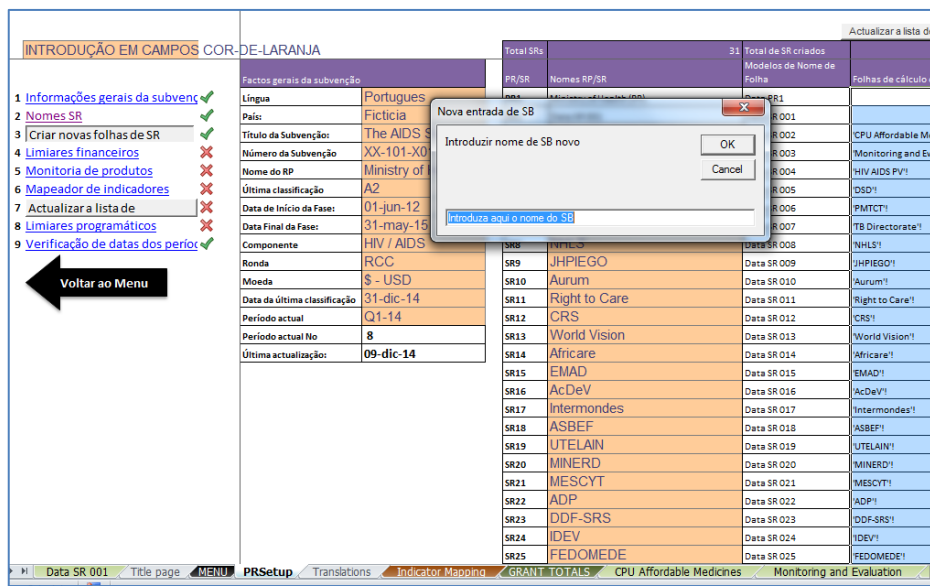 Actualizar a lista de
INTRODUÇÃO EM CAMPOS COR-DE-LARANJA
Total SRs 31 Total de SR criados
Factos gerais da subvenção
PR/SR Nomes RP/SR Modelos de Nome de Folha Folhas de cálculo
1 Informações gerais da subvenç
2 Nomes SR
3 Criar novas folhas de SR
4 Limiares financeiros
5 Monitoria de produtos
6 Mapeador de indicadores
7 Actualizar a lista de
8 Limiares programáticos
9 Verificação de datas dos períoc
Voltar ao Menu
Língua Portugues
País: Ficticia
Título da Subvenção: The AIDS S
Número da Subvenção XX-101-X0
Nome do RP Ministry of
Última classificação A2
Data de Início da Fase: 01-jun-12
Data Final da Fase: 31-may-15
Componente HIV / AIDS
Ronda RCC
Moeda $ - USD
Data da última classificação 31-dic-14
Período actual Q1-14
Período actual No 8
Última actualização: 09-dic-14
Nova entrada de SB
Introduzir nome de SB novo
OK
Cancel
Introduza aqui o nome do SB
PR1 Ministry of Health (PR) Data PR1
R 001
R 002 'CPU Affordable M
R 003 'Monitoring and Ev
R 004 'HIV AIDS PV'!
R 005 'DSD'!
R 006 'PMTCT'!
R 007 'TB Directorate'!
SR8 NHLS Data SR 008 'NHLS'!
SR9 JHPIEGO Data SR 009 'JHPIEGO'!
SR10 Aurum Data SR 010 'Aurum'!
SR11 Right to Care Data SR 011 'Right to Care'!
SR12 CRS Data SR 012 'CRS'!
SR13 World Vision Data SR 013 'World Vision'!
SR14 Africare Data SR 014 'Africare'!
SR15 EMAD Data SR 015 'EMAD'!
SR16 AcDeV Data SR 016 'AcDeV'!
SR17 Intermondes Data SR 017 'Intermondes'!
SR18 ASBEF Data SR 018 'ASBEF'!
SR19 UTELAIN Data SR 019 'UTELAIN'!
SR20 MINERD Data SR 020 'MINERD'!
SR21 MESCYT Data SR 021 'MESCYT'!
SR22 ADP Data SR 022 'ADP'!
SR23 DDF-SRS Data SR 023 'DDF-SRS'!
SR24 IDEV Data SR 024 'IDEV'!
SR25 FEDOMEDE Data SR 025 'FEDOMEDE'!
Data SR 001 Title page MENU PRSetup Translations Indicator Mapping GRANT TOTALS CPU Affordable Medicines Monitoring and Evaluation